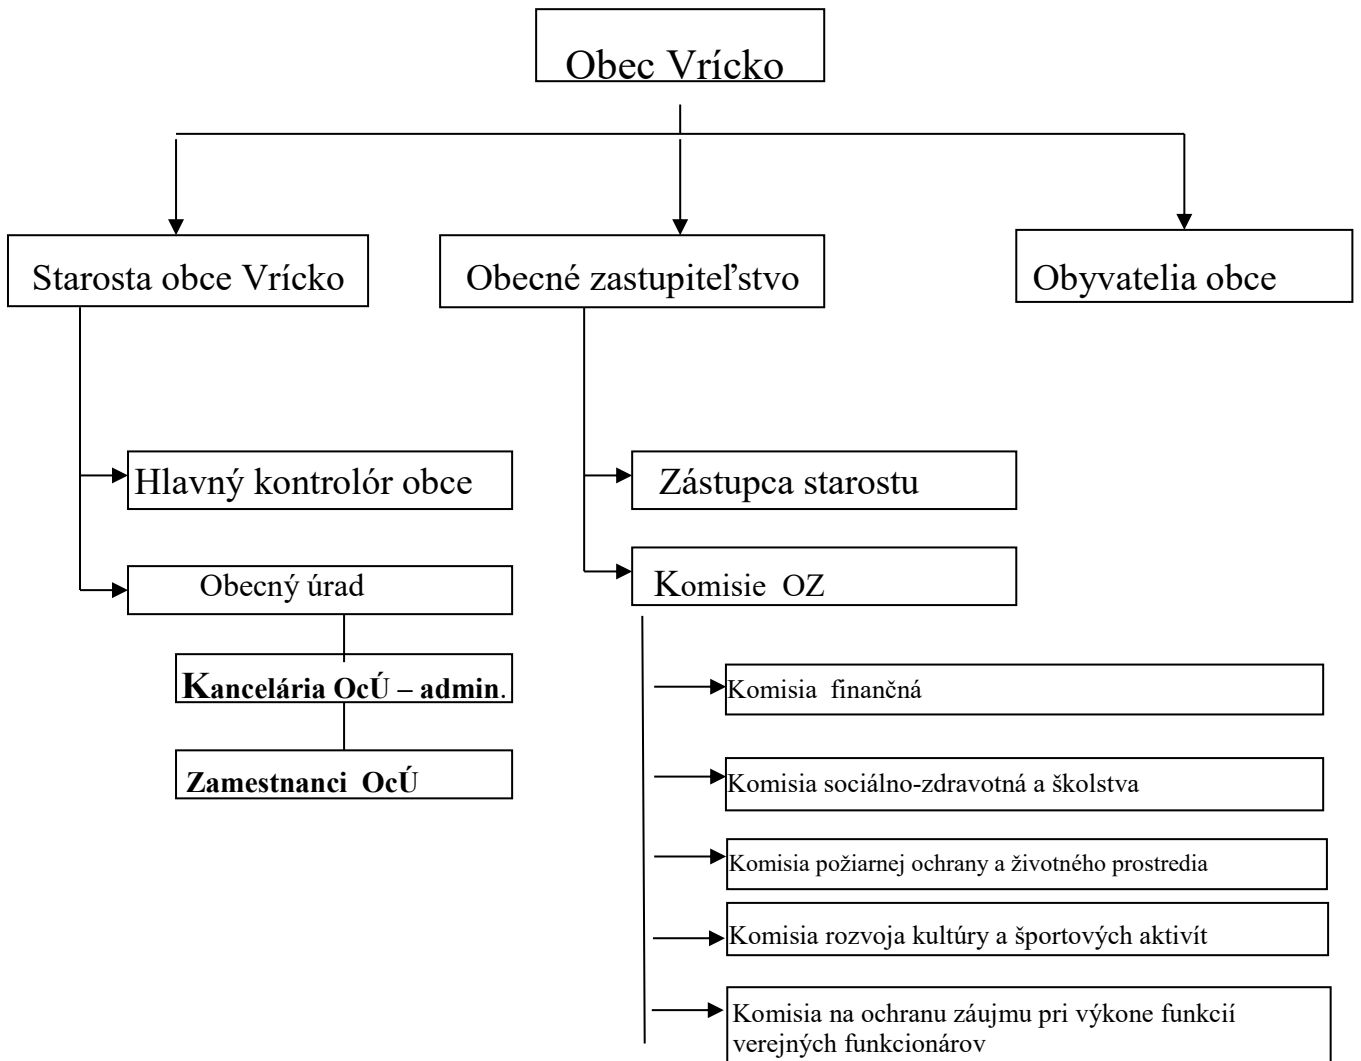 Obec Vrícko
Starosta obce Vrícko
Obecné zastupiteľstvo
Obyvatelia obce
Hlavný kontrolór obce
Zástupca starostu
Obecný úrad
Komisie OZ
Kancelária OcÚ – admin.
Zamestnanci OcÚ
Komisia finančná
Komisia sociálno-zdravotná a školstva
Komisia požiarnej ochrany a životného prostredia
Komisia rozvoja kultúry a športových aktivít
Komisia na ochranu záujmu pri výkone funkcií
verejných funkcionárov